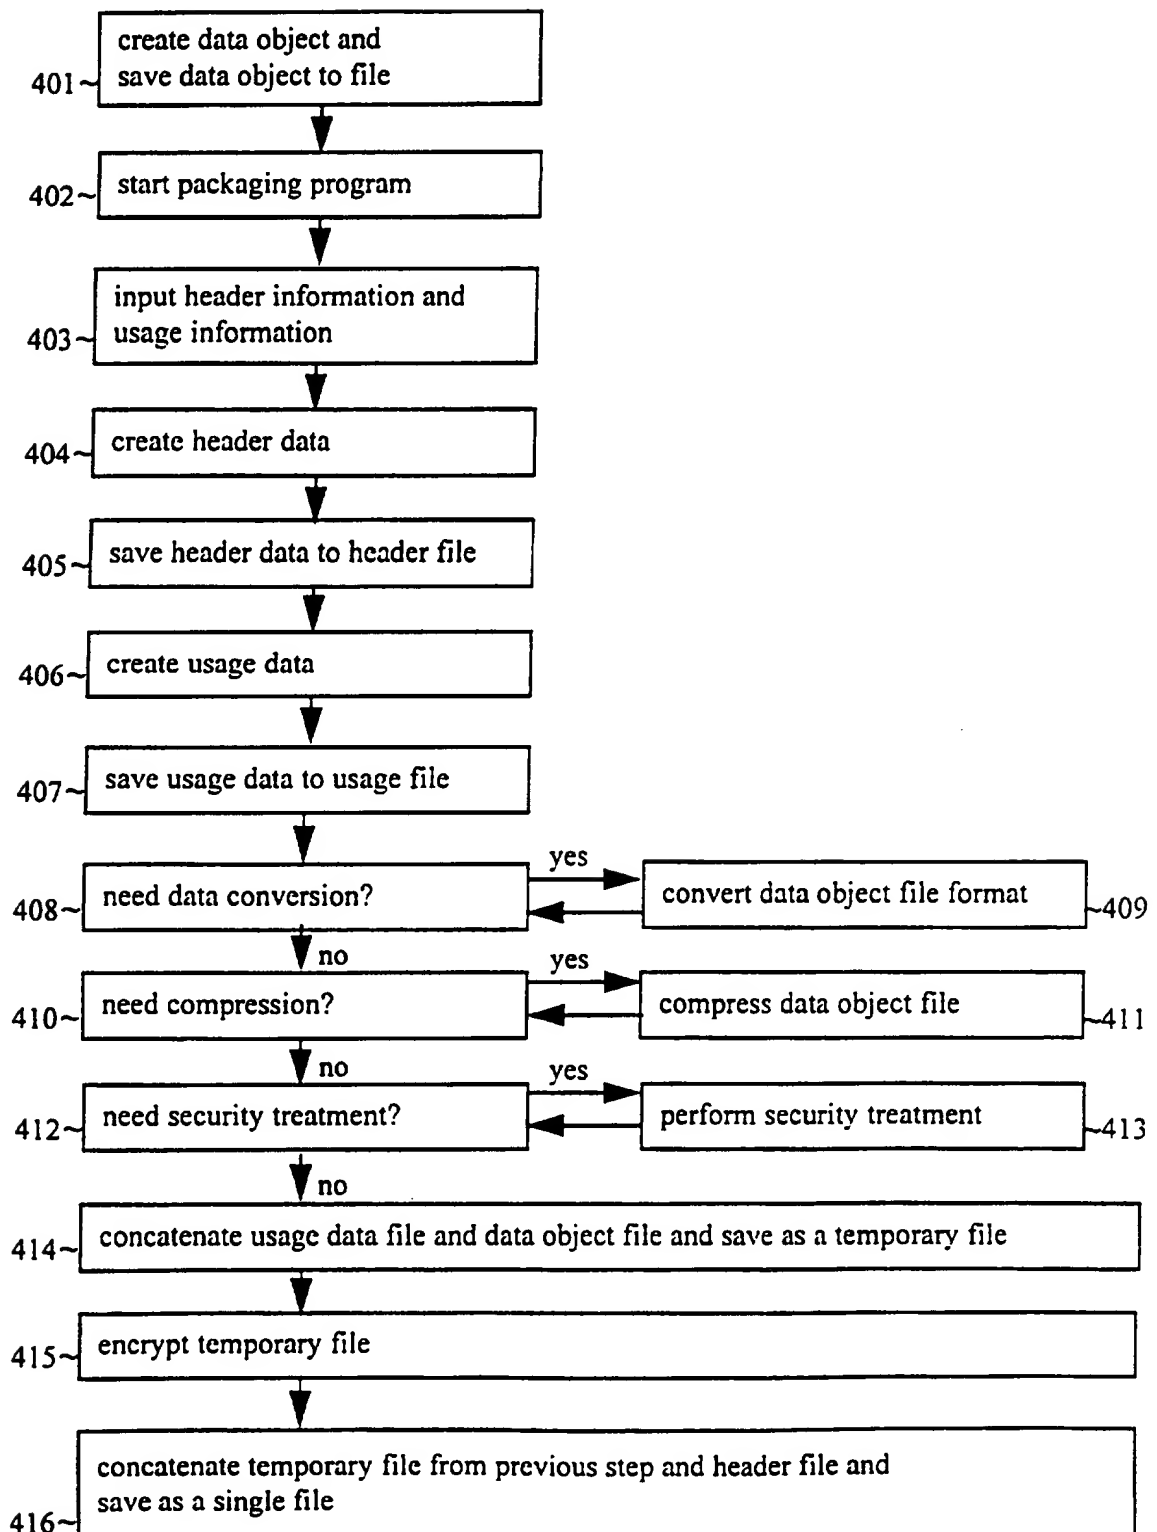 create data object and
save data object to file
401~
start packaging program
402~
input header information and
usage information
403~
create header data
404~
save header data to header file
405~
create usage data
406~
save usage data to usage file
407~
need data conversion?
408~
yes
convert data object file format
~409
no
need compression?
410~
yes
compress data object file
~411
no
need security treatment?
412~
yes
perform security treatment
~413
no
concatenate usage data file and data object file and save as a temporary file
414~
encrypt temporary file
415~
concatenate temporary file from previous step and header file and
save as a single file
416~